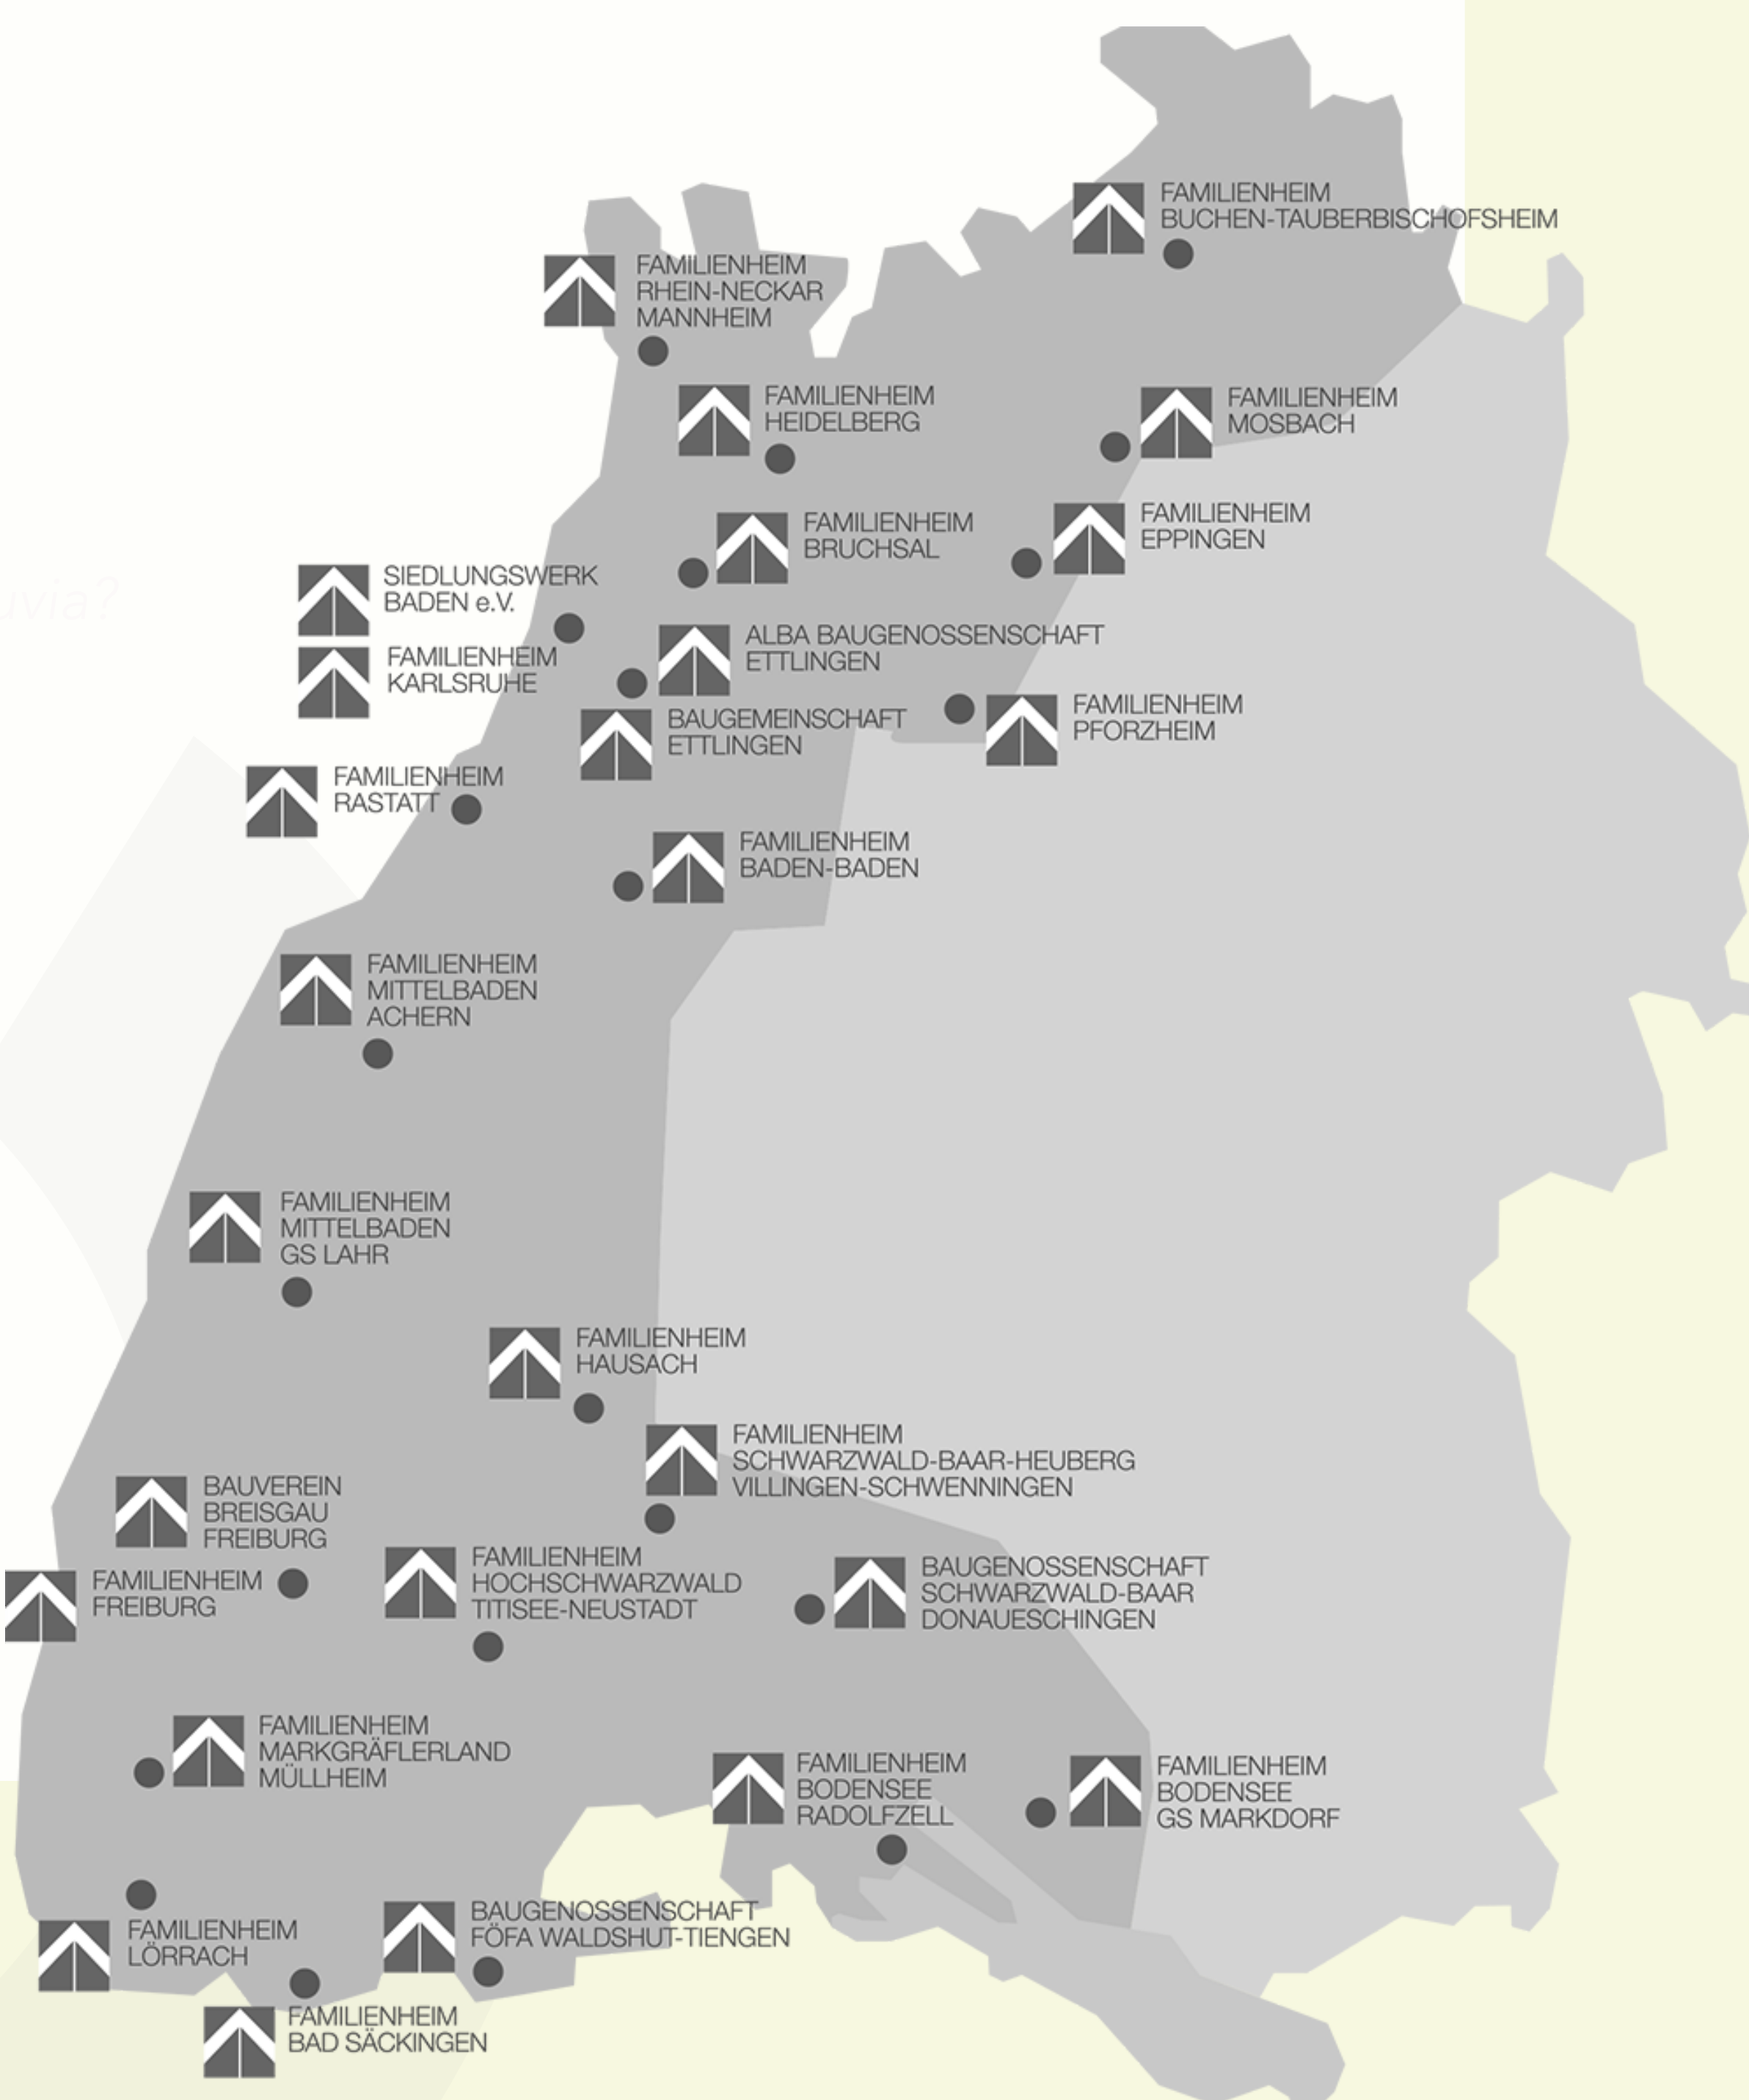 FAMILIENHEIM
BUCHEN-TAUBERBISCHOFSHEIM
FAMILIENHEIM
RHEIN-NECKAR
MANNHEIM
FAMILIENHEIM
HEIDELBERG
FAMILIENHEIM
MOSBACH
FAMILIENHEIM
BRUCHSAL
FAMILIENHEIM
EPPINGEN
SIEDLUNGSWERK
BADEN e.V.
FAMILIENHEIM
KARLSRUHE
ALBA BAUGENOSSENSCHAFT
ETTLINGEN
BAUGEMEINSCHAFT
ETTLINGEN
FAMILIENHEIM
PFORZHEIM
FAMILIENHEIM
RASTATT
FAMILIENHEIM
BADEN-BADEN
FAMILIENHEIM
MITTELBADEN
ACHERN
FAMILIENHEIM
MITTELBADEN
GS LAHR
FAMILIENHEIM
HAUSACH
FAMILIENHEIM
SCHWARZWALD-BAAR-HEUBERG
VILLINGEN-SCHWENNINGEN
BAUVEREIN
BREISGAU
FREIBURG
FAMILIENHEIM
FREIBURG
FAMILIENHEIM
HOCHSCHWARZWALD
TITISEE-NEUSTADT
BAUGENOSSENSCHAFT
SCHWARZWALD-BAAR
DONAUESCHINGEN
FAMILIENHEIM
MARKGRÄFLERLAND
MÜLLHEIM
FAMILIENHEIM
BODENSEE
RADOLFZELL
FAMILIENHEIM
BODENSEE
GS MARKDORF
FAMILIENHEIM
LÖRRACH
BAUGENOSSENSCHAFT
FÖFA WALDSHUT-TIENGEN
FAMILIENHEIM
BAD SÄCKINGEN